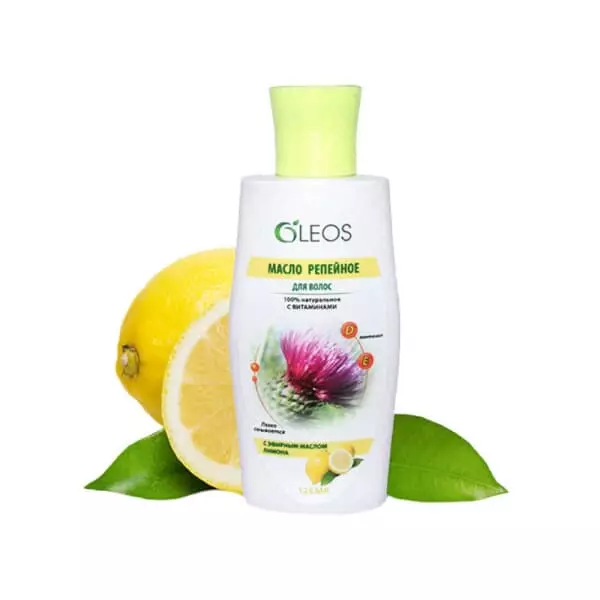 OLEOS
МАСЛО РЕПЕЙНОЕ
ДЛЯ ВОЛОС
100% натуральное
С ВИТАМИНАМИ
D
E
Легко
смывается
С ЭФИРНЫМ МАСЛОМ
ЛИМОНА